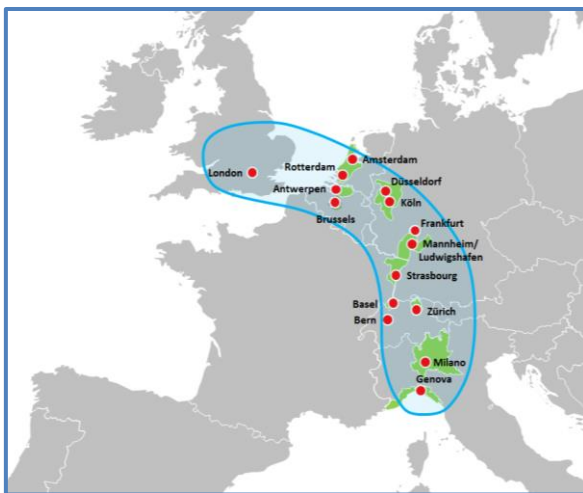 Amsterdam
London
Rotterdam
Antwerpen
Düsseldorf
Köln
Brussels
Frankfurt
Mannheim/
Ludwigshafen
Strasbourg
Basel
Zürich
Bern
Milano
Genova